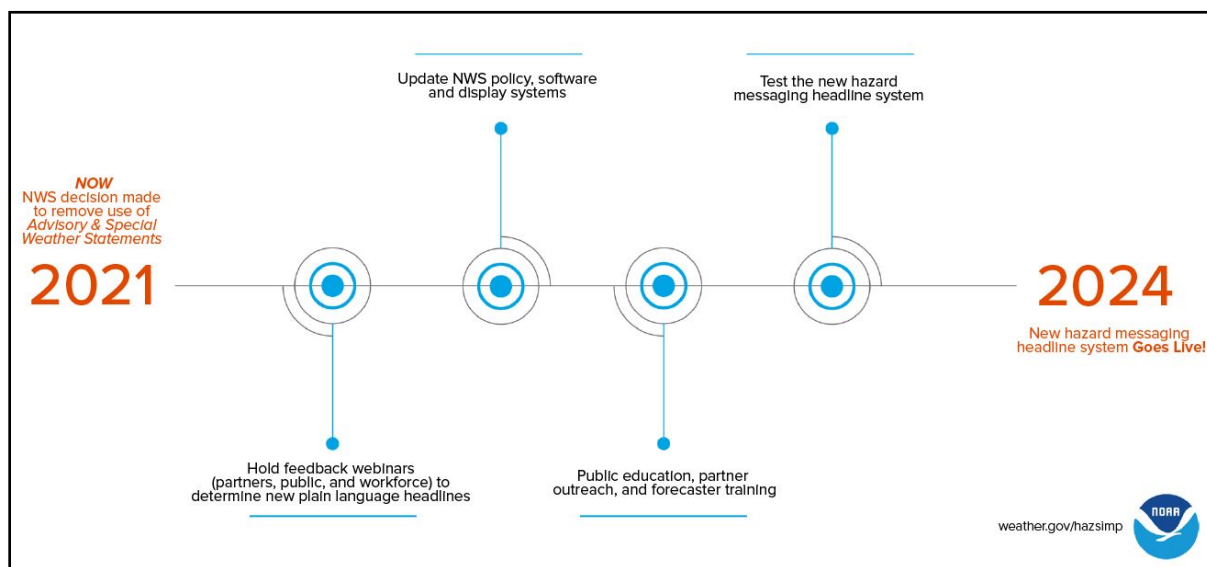 NOW
NWS decision made
to remove use of
Advisory & Special
Weather Statements
2021
Hold feedback webinars
(partners, public, and workforce) to
determine new plain language headlines
Update NWS policy, software
and display systems
Public education, partner
outreach, and forecaster training
Test the new hazard
messaging headline system
2024
New hazard messaging
headline system Goes Live!
weather.gov/hazsimp
NOAA